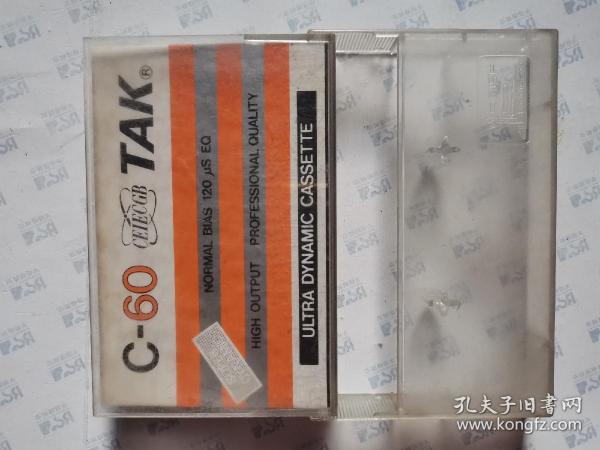 C-60 CEIECGB TAK®
NORMAL BIAS 120 µS EQ
HIGH OUTPUT PROFESSIONAL QUALITY
ULTRA DYNAMIC CASSETTE
孔夫子旧书网
www.kongfz.com